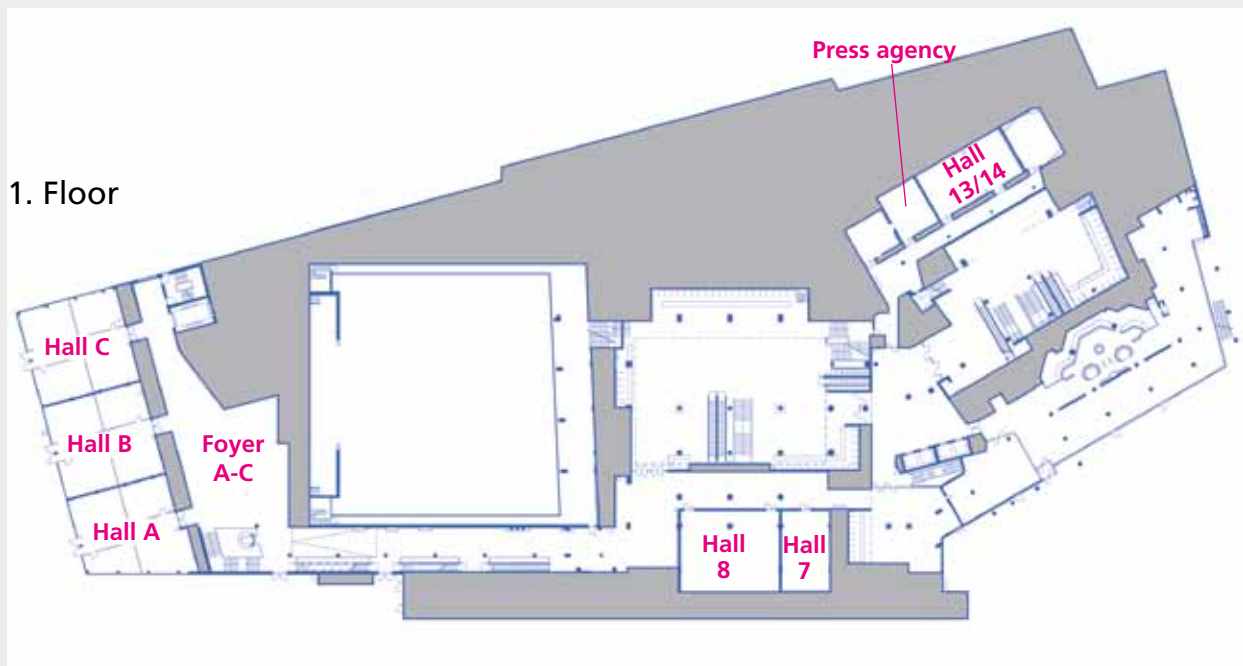 Press agency
Hall
13/14
1. Floor
Hall C
Hall B
Foyer
A-C
Hall A
Hall
8
Hall
7